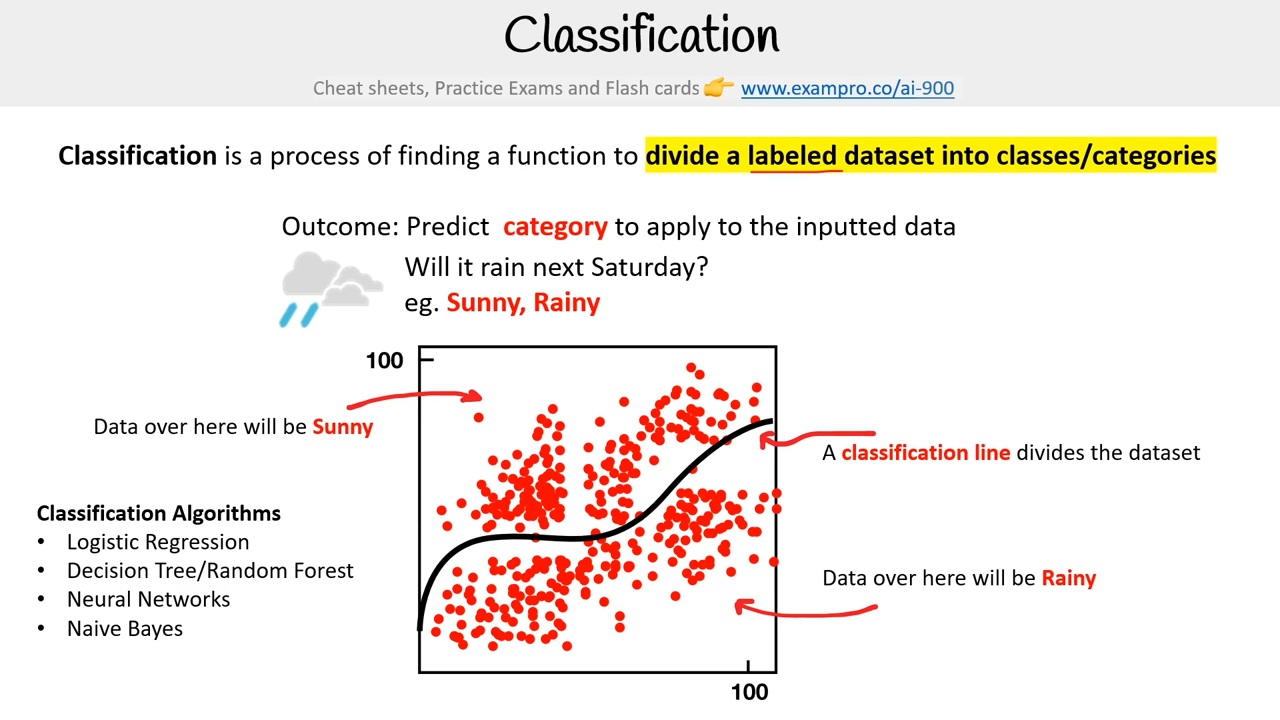 Classification
Cheat sheets, Practice Exams and Flash cards 👉 www.exampro.co/ai-900
Classification is a process of finding a function to divide a labeled dataset into classes/categories
Outcome: Predict category to apply to the inputted data
Will it rain next Saturday?
eg. Sunny, Rainy
100
Data over here will be Sunny
A classification line divides the dataset
Classification Algorithms
• Logistic Regression
• Decision Tree/Random Forest
• Neural Networks
• Naive Bayes
Data over here will be Rainy
100